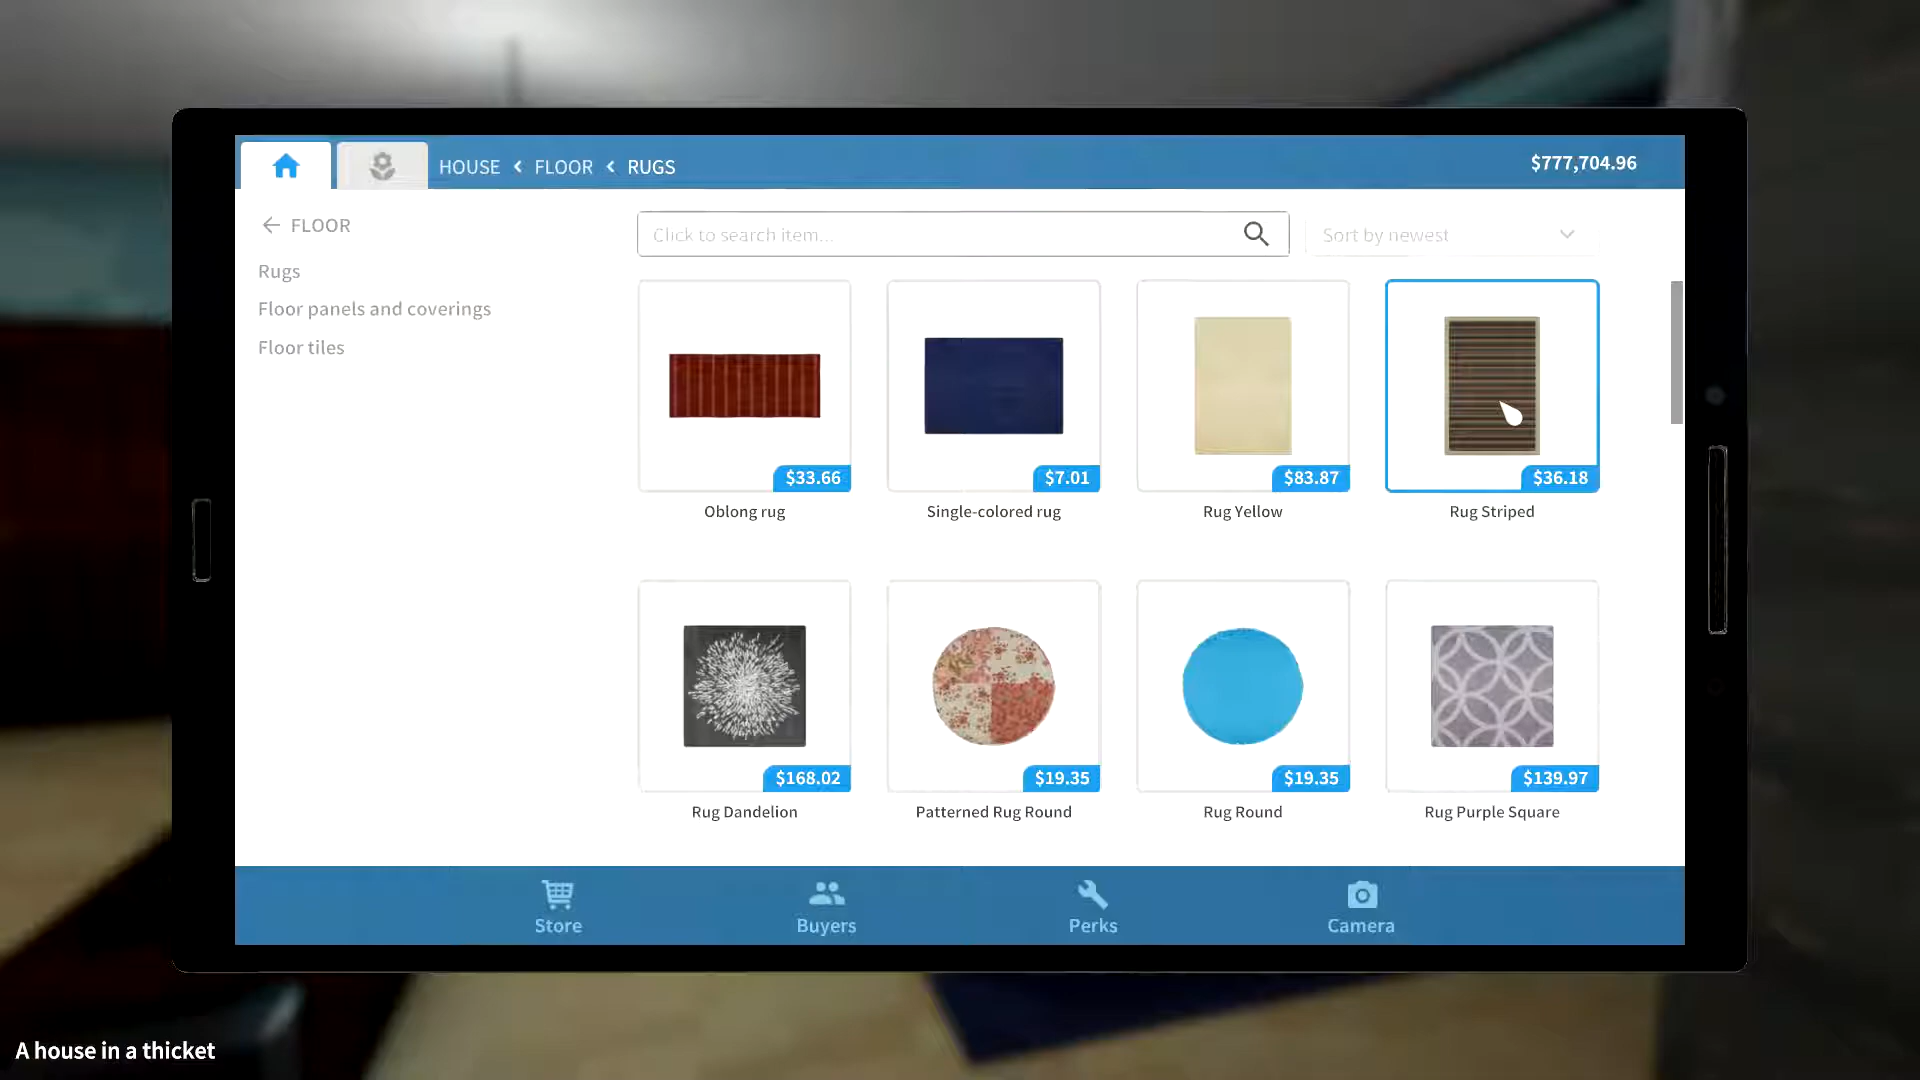 HOUSE < FLOOR < RUGS
$777,704.96
FLOOR
Rugs
Floor panels and coverings
Floor tiles
Click to search item...
Sort by newest
$33.66
$7.01
$83.87
$36.18
Oblong rug
Single-colored rug
Rug Yellow
Rug Striped
$168.02
$19.35
$19.35
$139.97
Rug Dandelion
Patterned Rug Round
Rug Round
Rug Purple Square
Store
Buyers
Perks
Camera
A house in a thicket